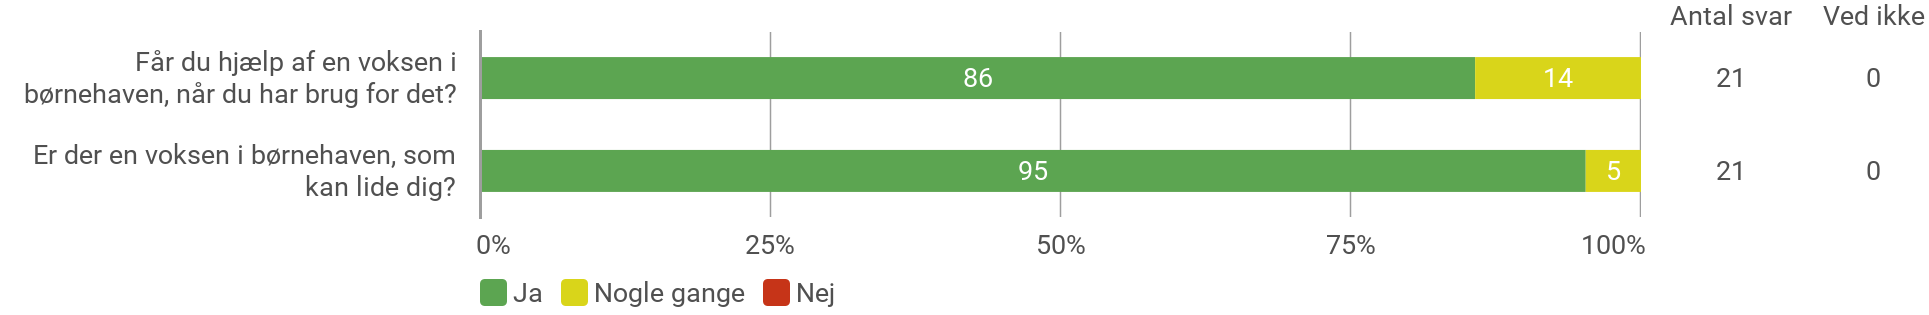 Antal svar Ved ikke
Får du hjælp af en voksen i
børnehaven, når du har brug for det?
86 14 21 0
Er der en voksen i børnehaven, som
kan lide dig?
95 5 21 0
0% 25% 50% 75% 100%
Ja Nogle gange Nej